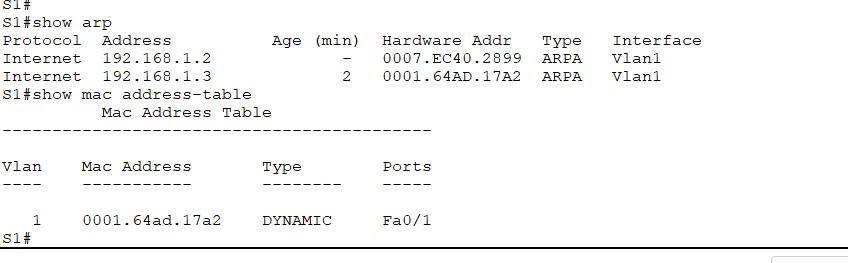 S1#
S1#show arp
Protocol  Address          Age (min)  Hardware Addr   Type   Interface
Internet  192.168.1.2             -   0007.EC40.2899  ARPA   Vlan1
Internet  192.168.1.3             2   0001.64AD.17A2  ARPA   Vlan1
S1#show mac address-table
          Mac Address Table
-------------------------------------------

Vlan    Mac Address       Type        Ports
----    -----------       --------    -----

   1    0001.64ad.17a2    DYNAMIC     Fa0/1
S1#